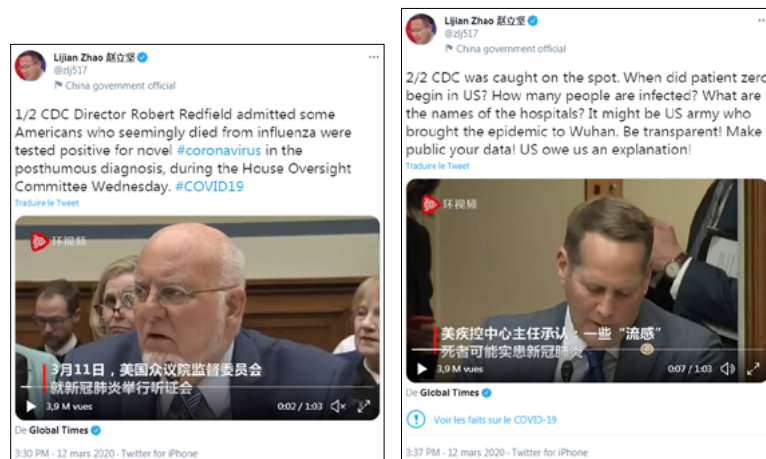 Lijian Zhao 赵立坚
@zlj517
China government official
1/2 CDC Director Robert Redfield admitted some
Americans who seemingly died from influenza were
tested positive for novel #coronavirus in the
posthumous diagnosis, during the House Oversight
Committee Wednesday. #COVID19
Traduire le Tweet
环视频
3月11日，美国众议院监督委员会
就新冠肺炎举行听证会
3,9 M vues
0:02 / 1:03
De Global Times
3:30 PM · 12 mars 2020 · Twitter for iPhone
Lijian Zhao 赵立坚
@zlj517
China government official
2/2 CDC was caught on the spot. When did patient zero
begin in US? How many people are infected? What are
the names of the hospitals? It might be US army who
brought the epidemic to Wuhan. Be transparent! Make
public your data! US owe us an explanation!
Traduire le Tweet
环视频
美疾控中心主任承认：一些“流感”
死者可能实患新冠肺炎
3,9 M vues
0:07 / 1:03
De Global Times
Voir les faits sur le COVID-19
3:37 PM · 12 mars 2020 · Twitter for iPhone